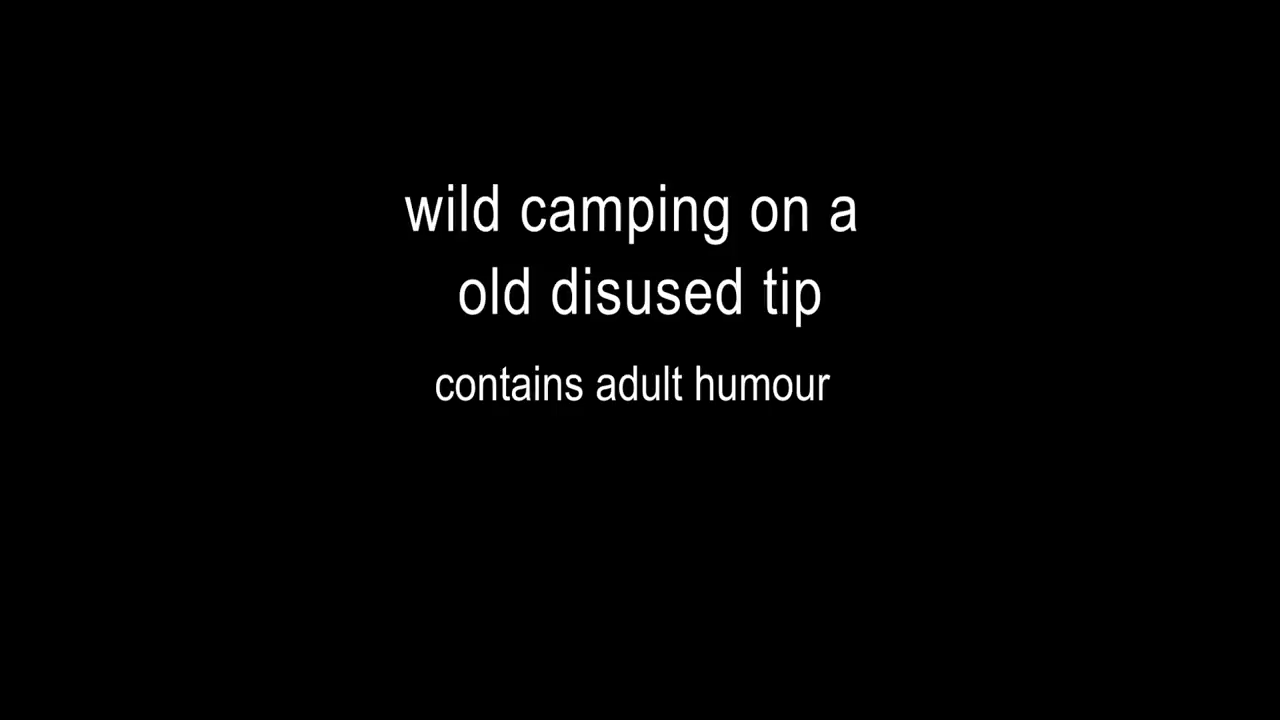 wild camping on a
old disused tip
contains adult humour